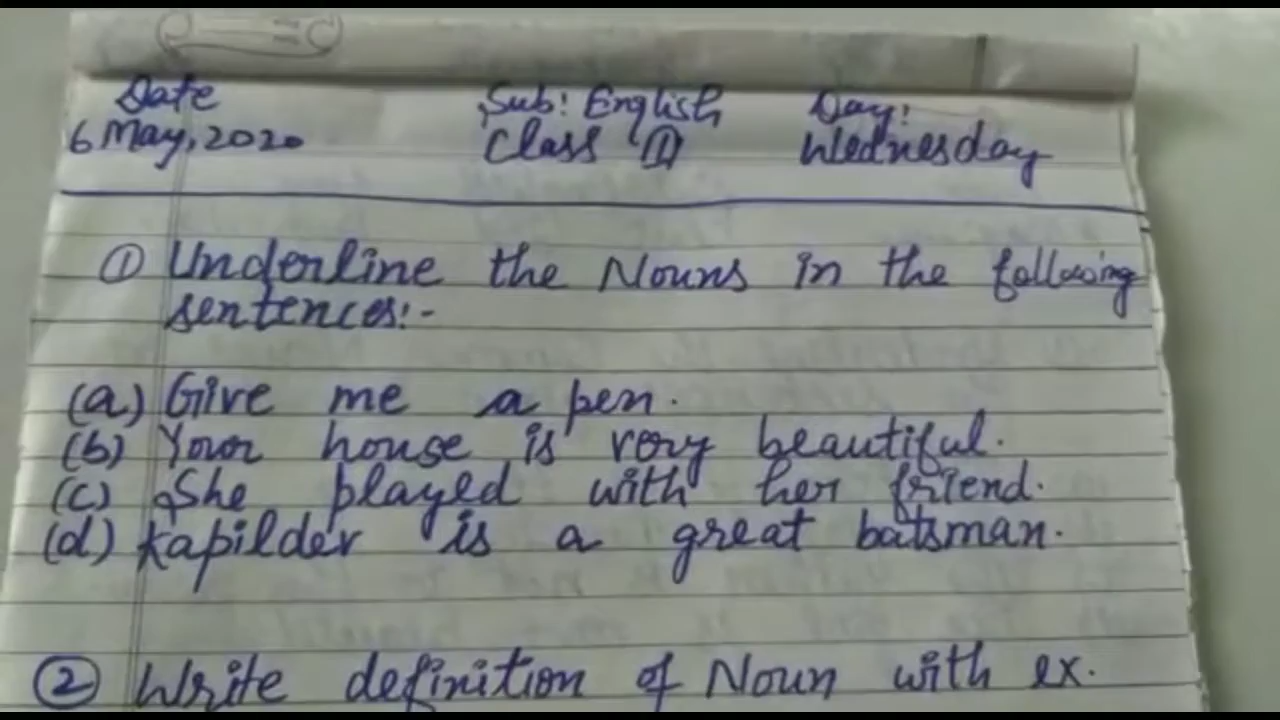 Date Sub: English Day:
6 May, 2020 Class II Wednesday
① Underline the Nouns in the following
sentences:-
(a) Give me a pen.
(b) Your house is very beautiful.
(c) She played with her friend.
(d) Kapildev is a great batsman.
② Write definition of Noun with ex.